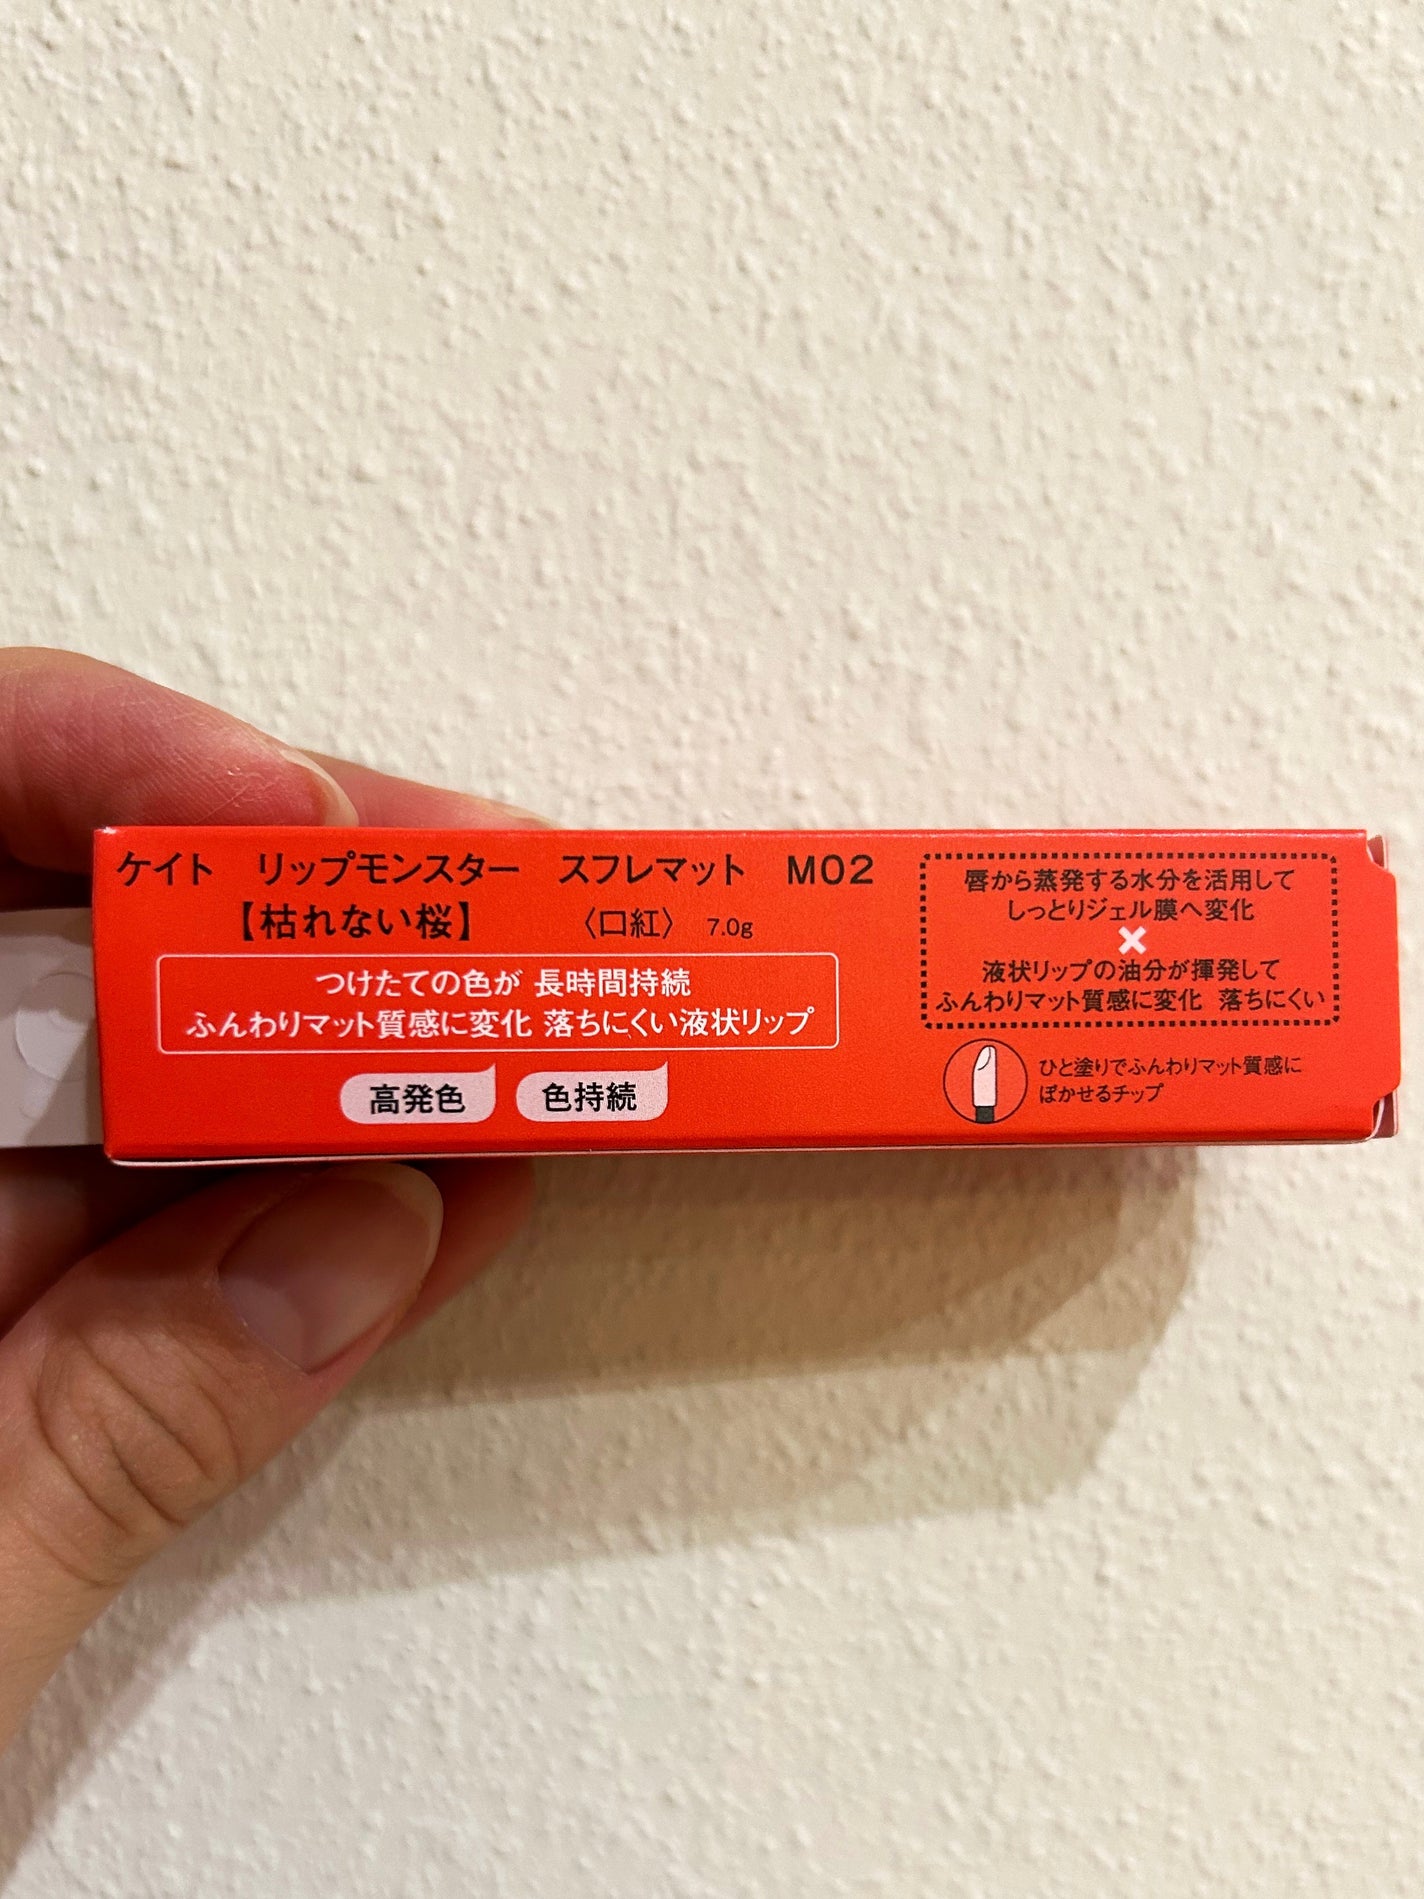 ケイト　リップモンスター　スフレマット　M02
【枯れない桜】　〈口紅〉 7.0g
つけたての色が 長時間持続
ふんわりマット質感に変化 落ちにくい液状リップ
高発色 色持続
唇から蒸発する水分を活用して
しっとりジェル膜へ変化
×
液状リップの油分が揮発して
ふんわりマット質感に変化 落ちにくい
ひと塗りでふんわりマット質感に
ぼかせるチップ